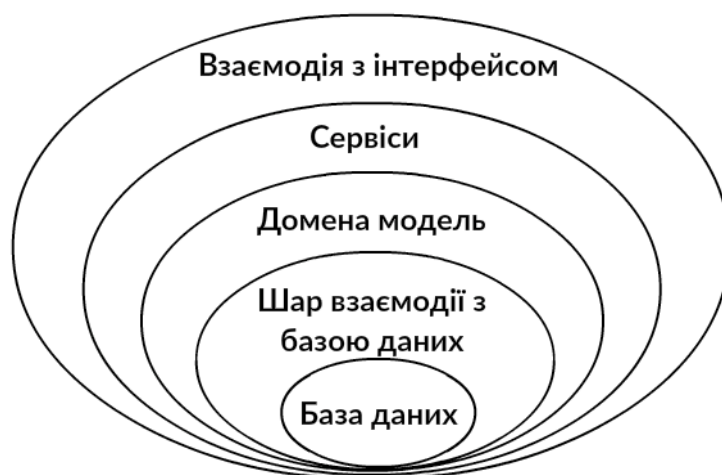 Взаємодія з інтерфейсом
Сервіси
Домена модель
Шар взаємодії з
базою даних
База даних